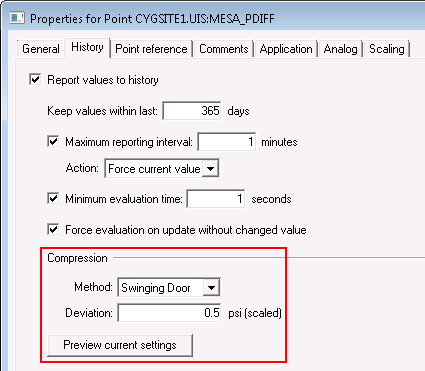 Properties for Point CYGSITE1.UIS:MESA_PDIFF
General History Point reference Comments Application Analog Scaling
Report values to history
Keep values within last: 365 days
Maximum reporting interval: 1 minutes
Action: Force current value
Minimum evaluation time: 1 seconds
Force evaluation on update without changed value
Compression
Method: Swinging Door
Deviation: 0.5 psi (scaled)
Preview current settings